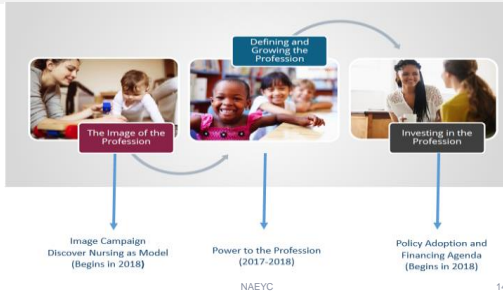 Defining and
Growing the
Profession
The Image of the
Profession
Investing in the
Profession
Image Campaign
Discover Nursing as Model
(Begins in 2018)
Power to the Profession
(2017-2018)
Policy Adoption and
Financing Agenda
(Begins in 2018)
NAEYC